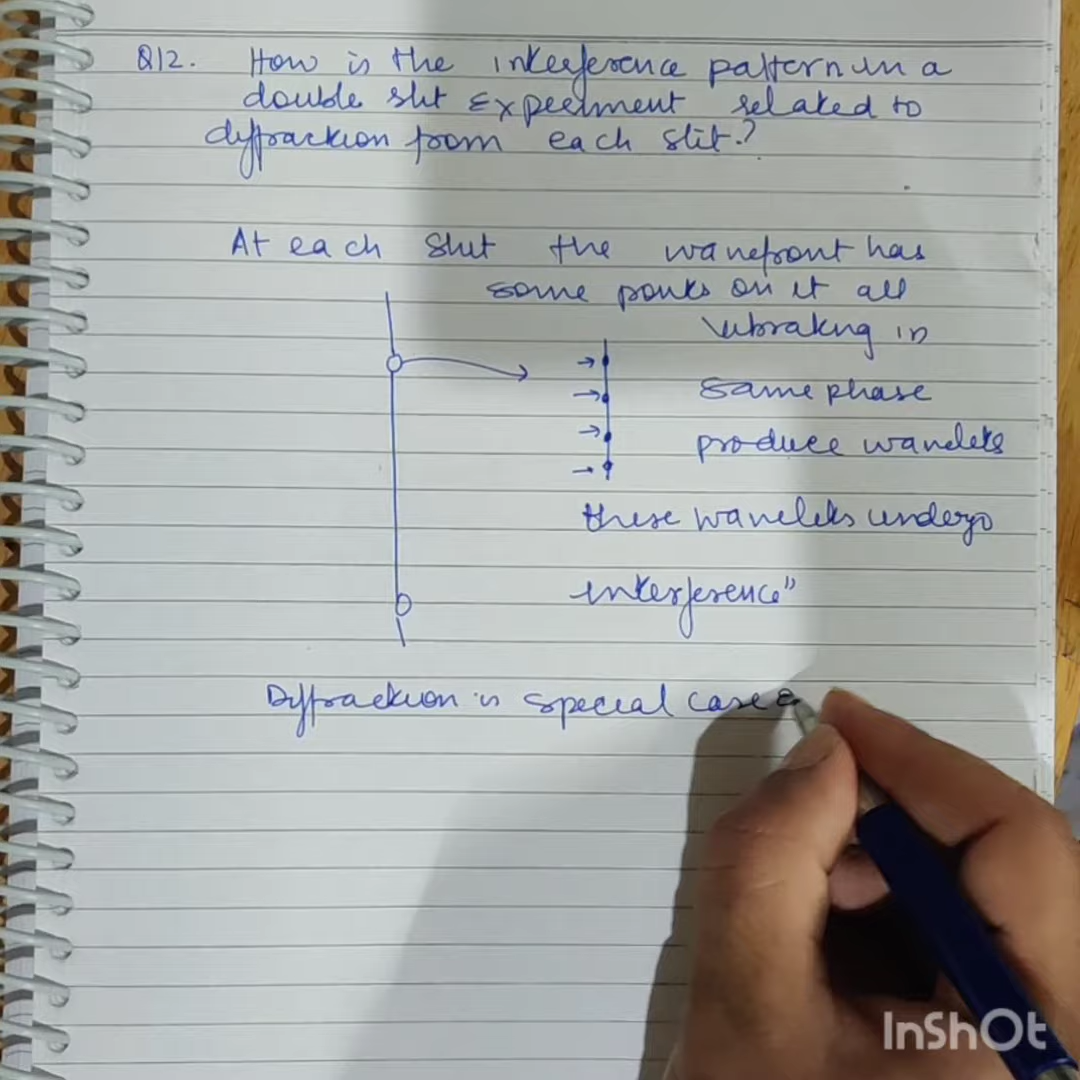 Q12. How is the interference pattern in a
double slit experiment related to
diffraction from each slit?
At each slit the wavefront has
some points on it all
vibrating in
same phase
produce wavelets
these wavelets undergo
interference"
Diffraction is special case
InShOt